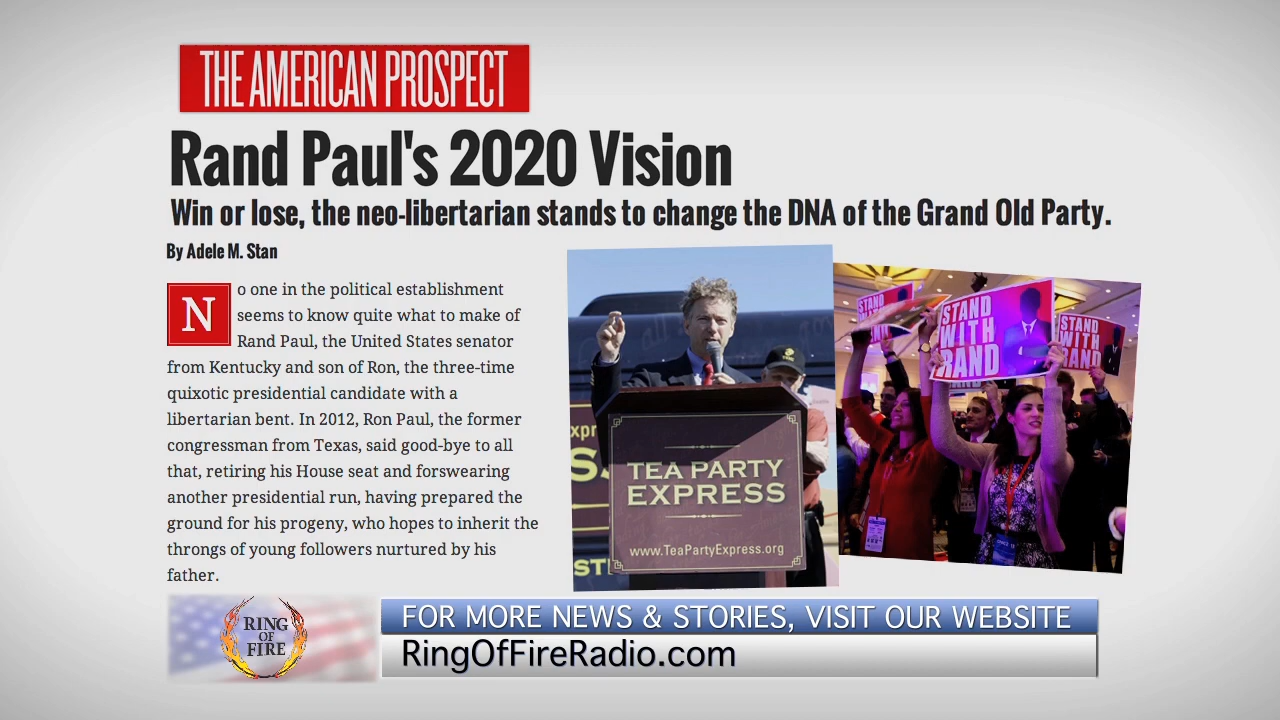 THE AMERICAN PROSPECT
Rand Paul's 2020 Vision
Win or lose, the neo-libertarian stands to change the DNA of the Grand Old Party.
By Adele M. Stan
No one in the political establishment
seems to know quite what to make of
Rand Paul, the United States senator
from Kentucky and son of Ron, the three-time
quixotic presidential candidate with a
libertarian bent. In 2012, Ron Paul, the former
congressman from Texas, said good-bye to all
that, retiring his House seat and forswearing
another presidential run, having prepared the
ground for his progeny, who hopes to inherit the
throngs of young followers nurtured by his
father.
TEA PARTY
EXPRESS
www.TeaPartyExpress.org
STAND
WITH
RAND
STAND
WITH
RAND
STAND
RING
OF
FIRE
FOR MORE NEWS & STORIES, VISIT OUR WEBSITE
RingOfFireRadio.com